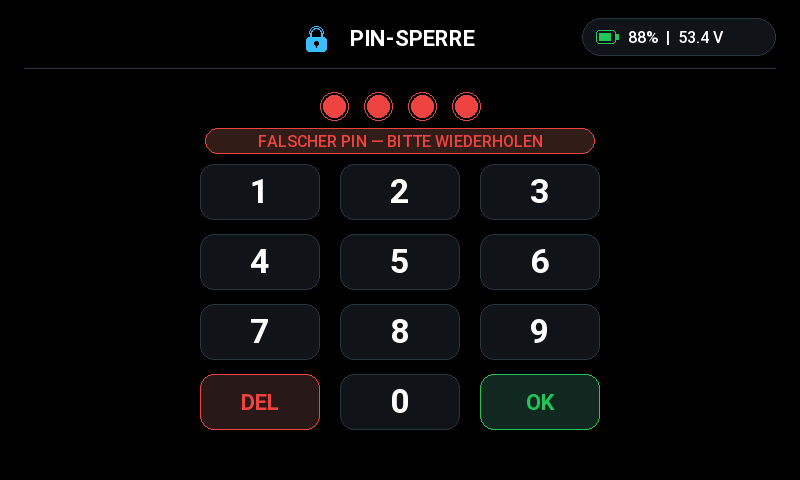 PIN-SPERRE
88% | 53.4 V
FALSCHER PIN — BITTE WIEDERHOLEN
1 2 3
4 5 6
7 8 9
DEL 0 OK